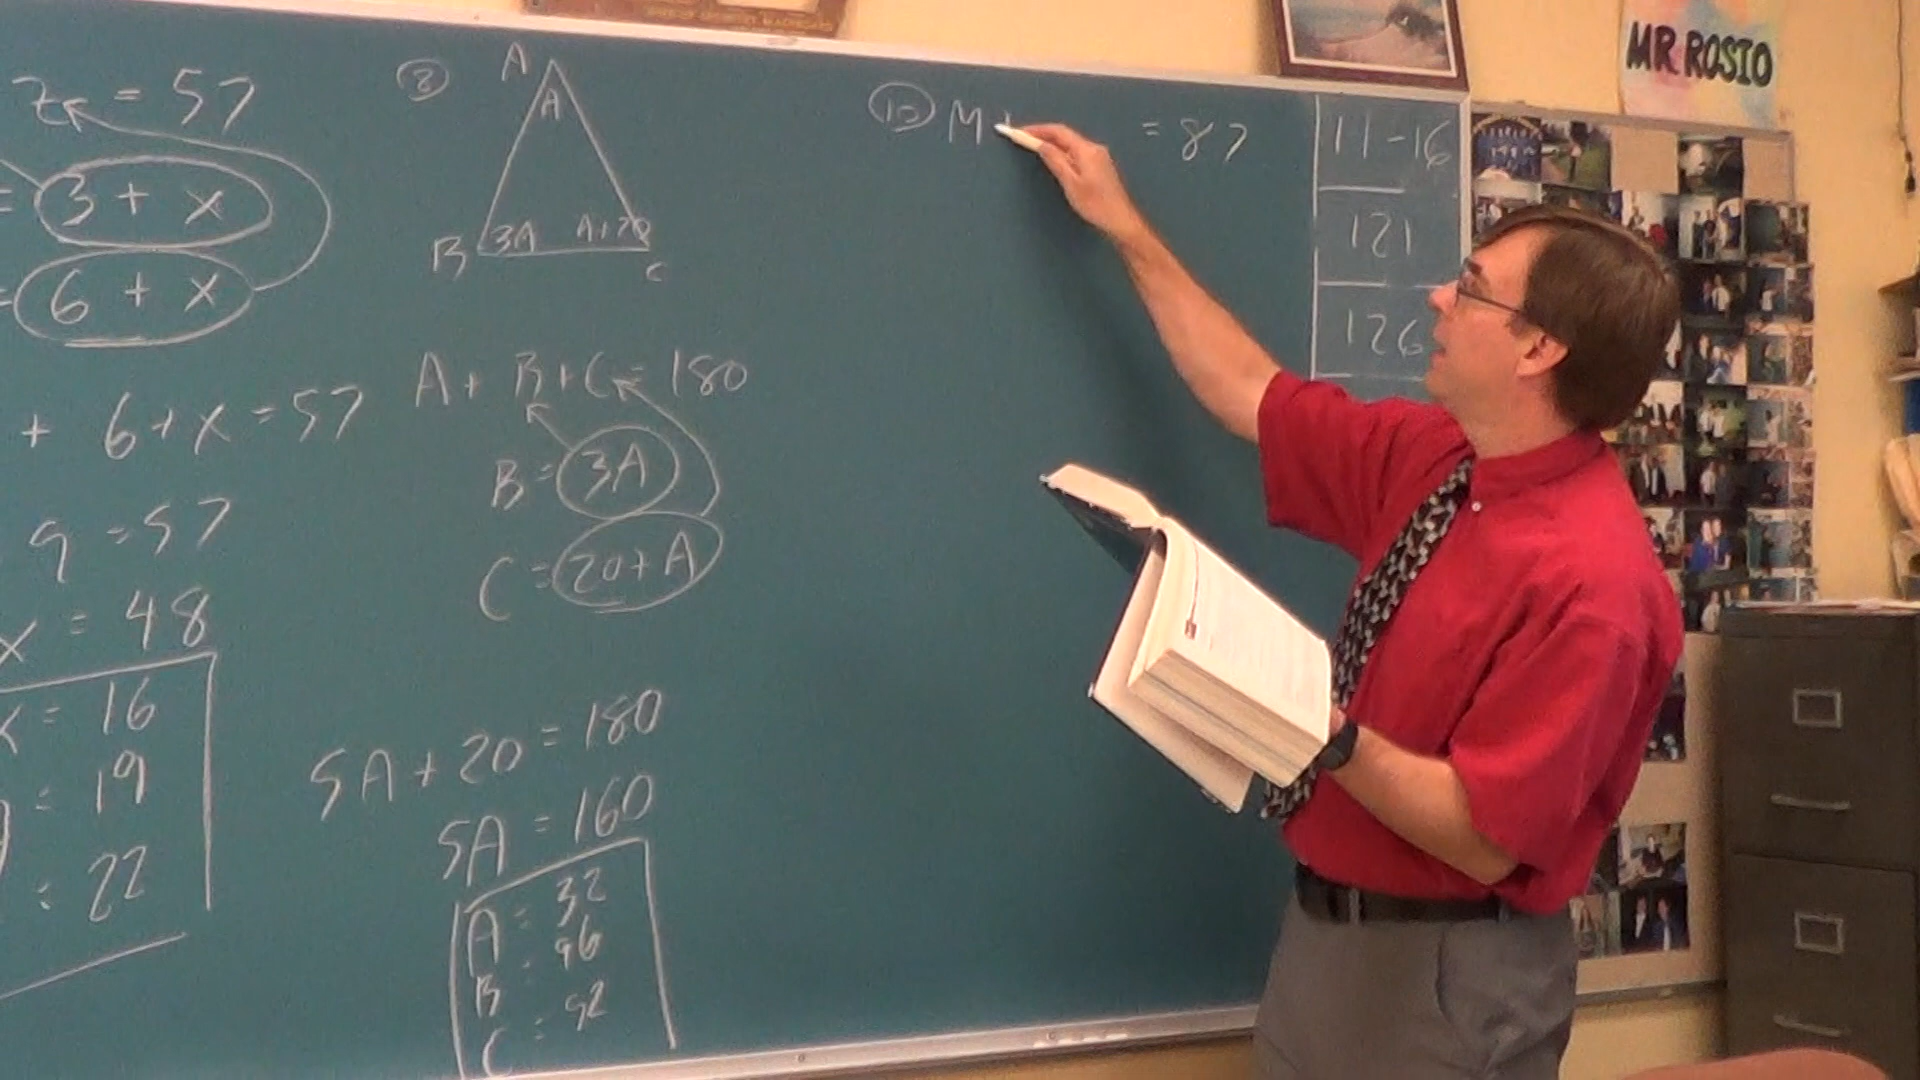 z = 57
= 3 + x
= 6 + x
+ 6 + x = 57
9 = 57
x = 48
x = 16
: 19
: 22
8
A
A
3A A+20
B C
A + B + C = 180
B = 3A
C = 20 + A
5A + 20 = 180
5A = 160
A = 32
B 96
C = 52
10 M+ = 87
11-16
121
126
MR ROSIO